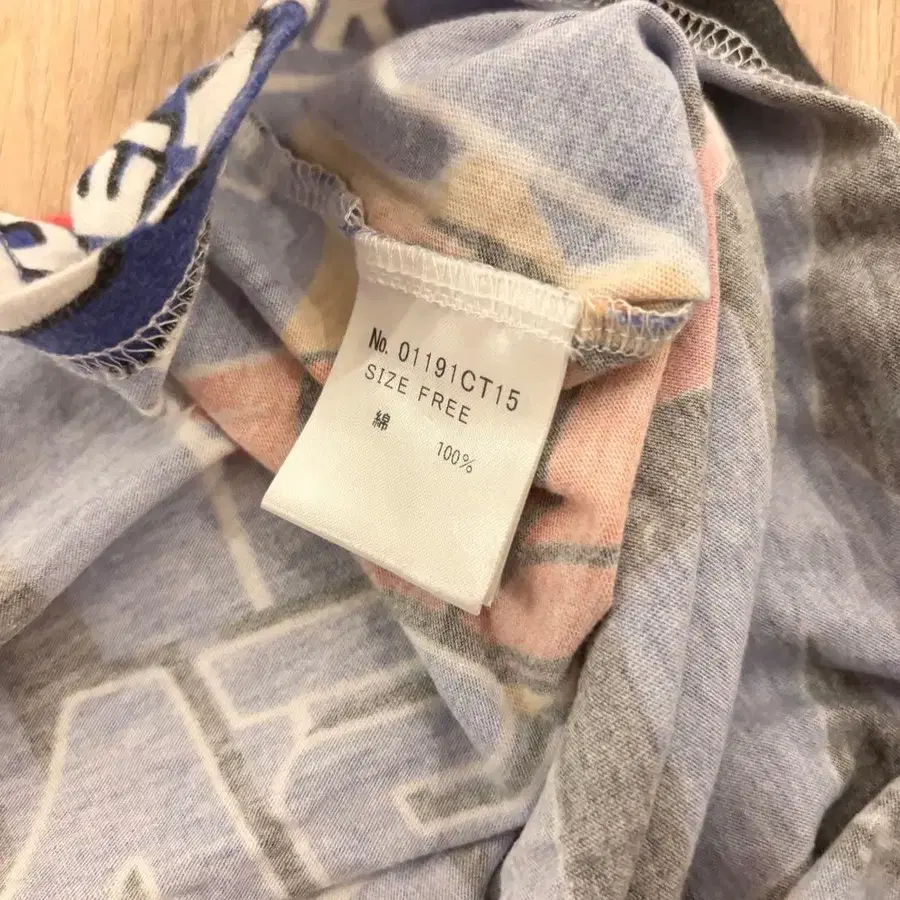 No. 01191CT15
SIZE FREE
綿 100%